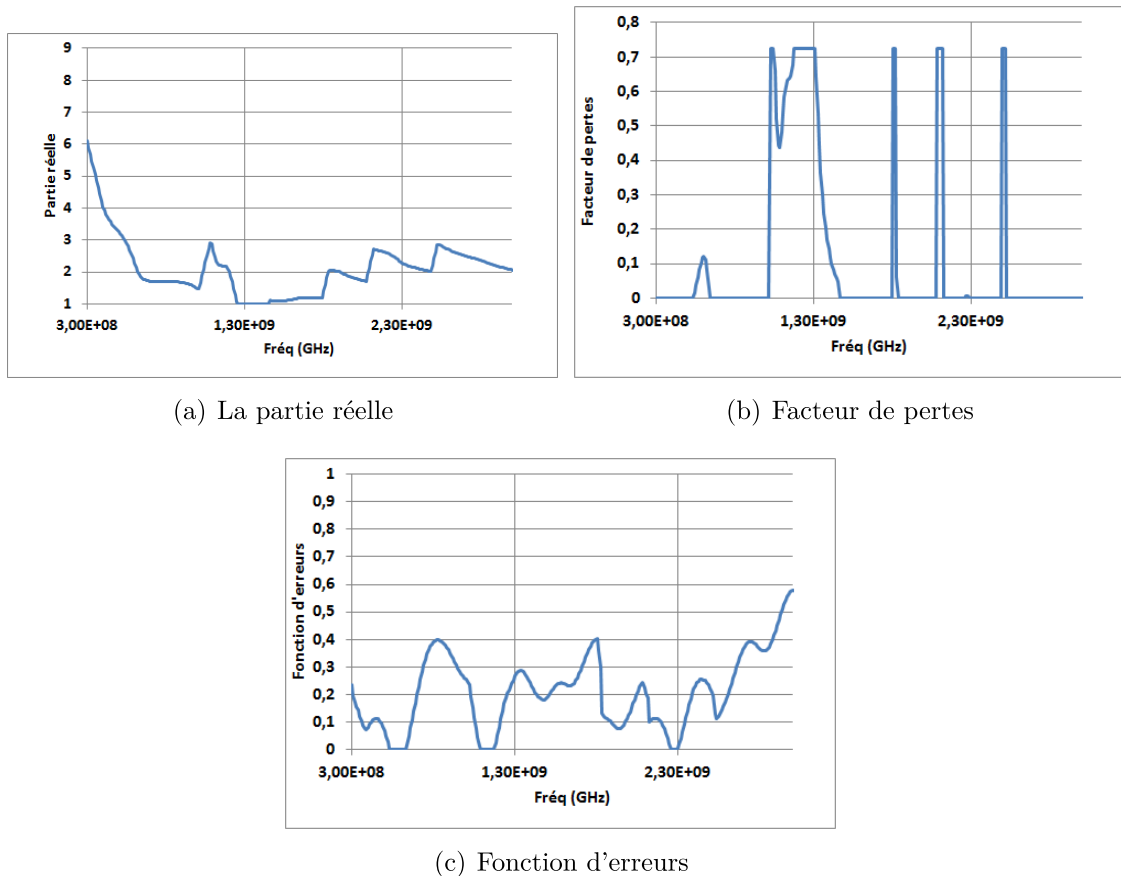 9
8
7
6
5
4
3
2
1
Partie réelle
3,00E+08 1,30E+09 2,30E+09
Fréq (GHz)
(a) La partie réelle
0,8
0,7
0,6
0,5
0,4
0,3
0,2
0,1
0
Facteur de pertes
3,00E+08 1,30E+09 2,30E+09
Fréq (GHz)
(b) Facteur de pertes
1
0,9
0,8
0,7
0,6
0,5
0,4
0,3
0,2
0,1
0
Fonction d'erreurs
3,00E+08 1,30E+09 2,30E+09
Fréq (GHz)
(c) Fonction d'erreurs